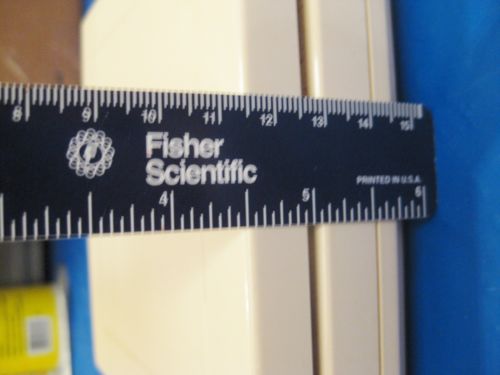 8 9 10 11 12 13 14 15
Fisher
Scientific
PRINTED IN U.S.A.
4 5 6